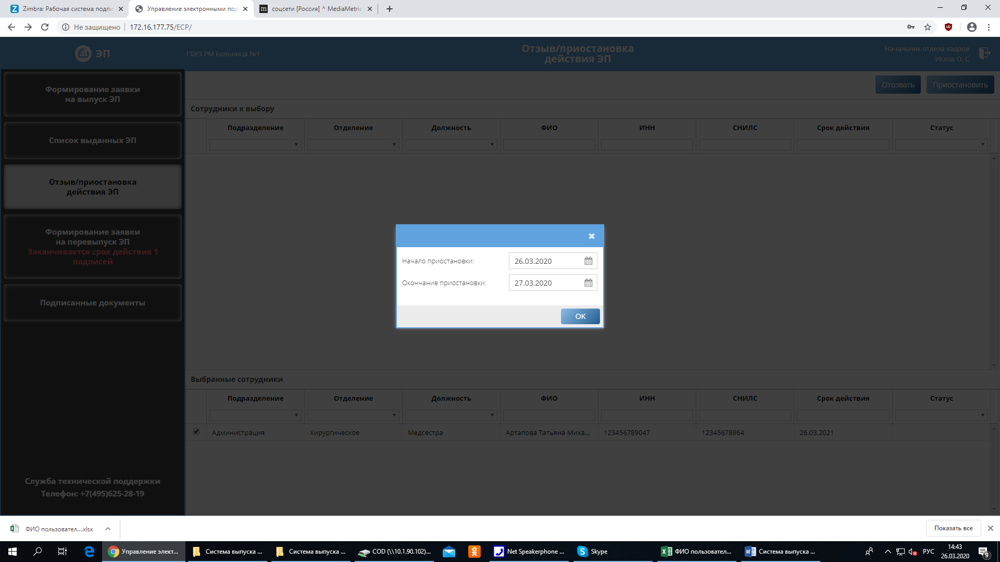 Zimbra: Рабочая система подпи
Управление электронными под
соцсети [Россия] ^ MediaMetric
Не защищено
172.16.177.75/ECP/
ЭП
ГБУЗ РМ Больница №1
Отзыв/приостановка
действия ЭП
Начальник отдела кадров
Иглов О. С
Формирование заявки
на выпуск ЭП
Список выданных ЭП
Отзыв/приостановка
действия ЭП
Формирование заявки
на перевыпуск ЭП
Заканчивается срок действия 1
подписей
Подписанные документы
Служба технической поддержки
Телефон: +7(495)625-28-19
Отозвать Приостановить
Сотрудники к выбору
Подразделение Отделение Должность ФИО ИНН СНИЛС Срок действия Статус
Начало приостановки: 26.03.2020
Окончание приостановки: 27.03.2020
OK
Выбранные сотрудники
Подразделение Отделение Должность ФИО ИНН СНИЛС Срок действия Статус
Администрация Хирургическое Медсестра Артапова Татьяна Миха... 123456789047 12345678964 26.03.2021
ФИО пользовател....xlsx
Показать все
Управление элект...
Система выпуска ...
Система выпуска ...
COD (\\10.1.90.102)...
Net Speakerphone ...
Skype
ФИО пользовател...
Система выпуска ...
РУС
14:43
26.03.2020
9